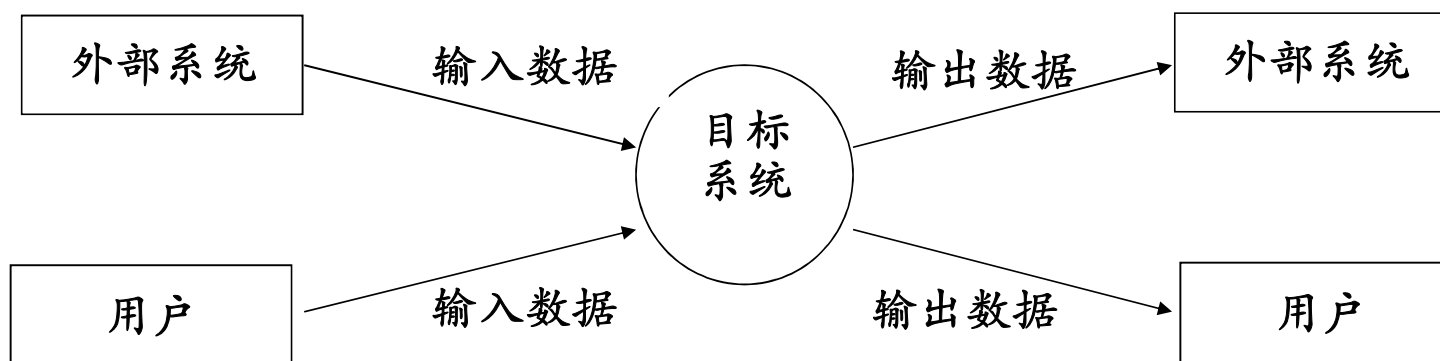 外部系统
输入数据
输出数据
外部系统
目标
系统
用户
输入数据
输出数据
用户